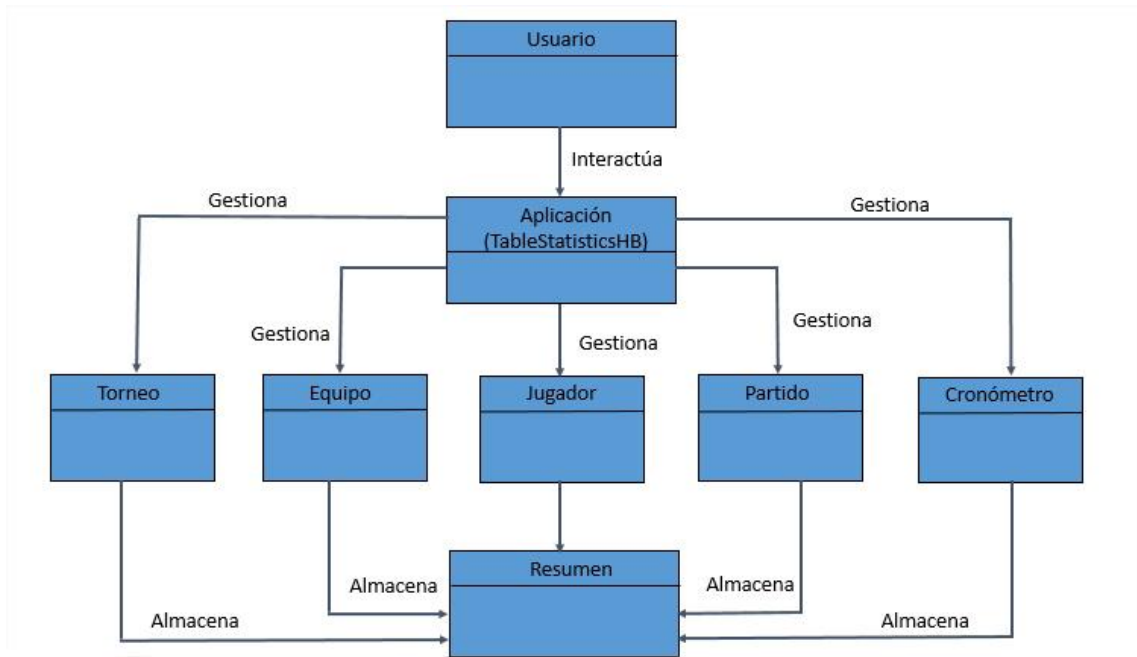 Usuario
Interactúa
Gestiona
Aplicación
(TableStatisticsHB)
Gestiona
Gestiona
Gestiona
Gestiona
Torneo
Equipo
Jugador
Partido
Cronómetro
Resumen
Almacena
Almacena
Almacena
Almacena